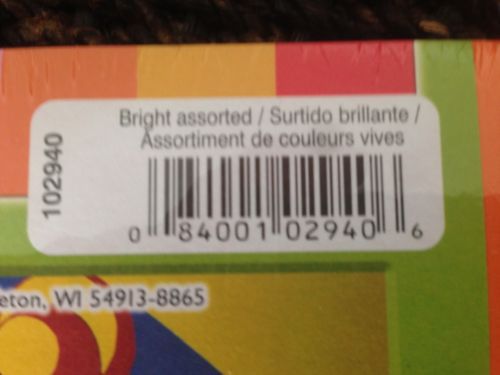 Bright assorted / Surtido brillante /
Assortiment de couleurs vives
102940
0 84001 02940 6
eton, WI 54913-8865